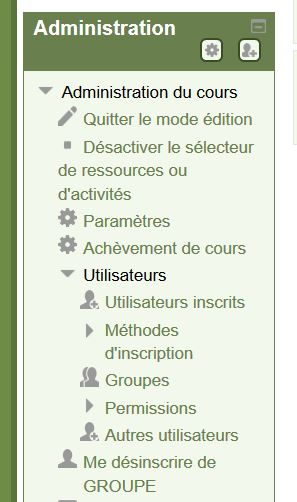 Administration
Administration du cours
Quitter le mode édition
Désactiver le sélecteur
de ressources ou
d'activités
Paramètres
Achèvement de cours
Utilisateurs
Utilisateurs inscrits
Méthodes
d'inscription
Groupes
Permissions
Autres utilisateurs
Me désinscrire de
GROUPE